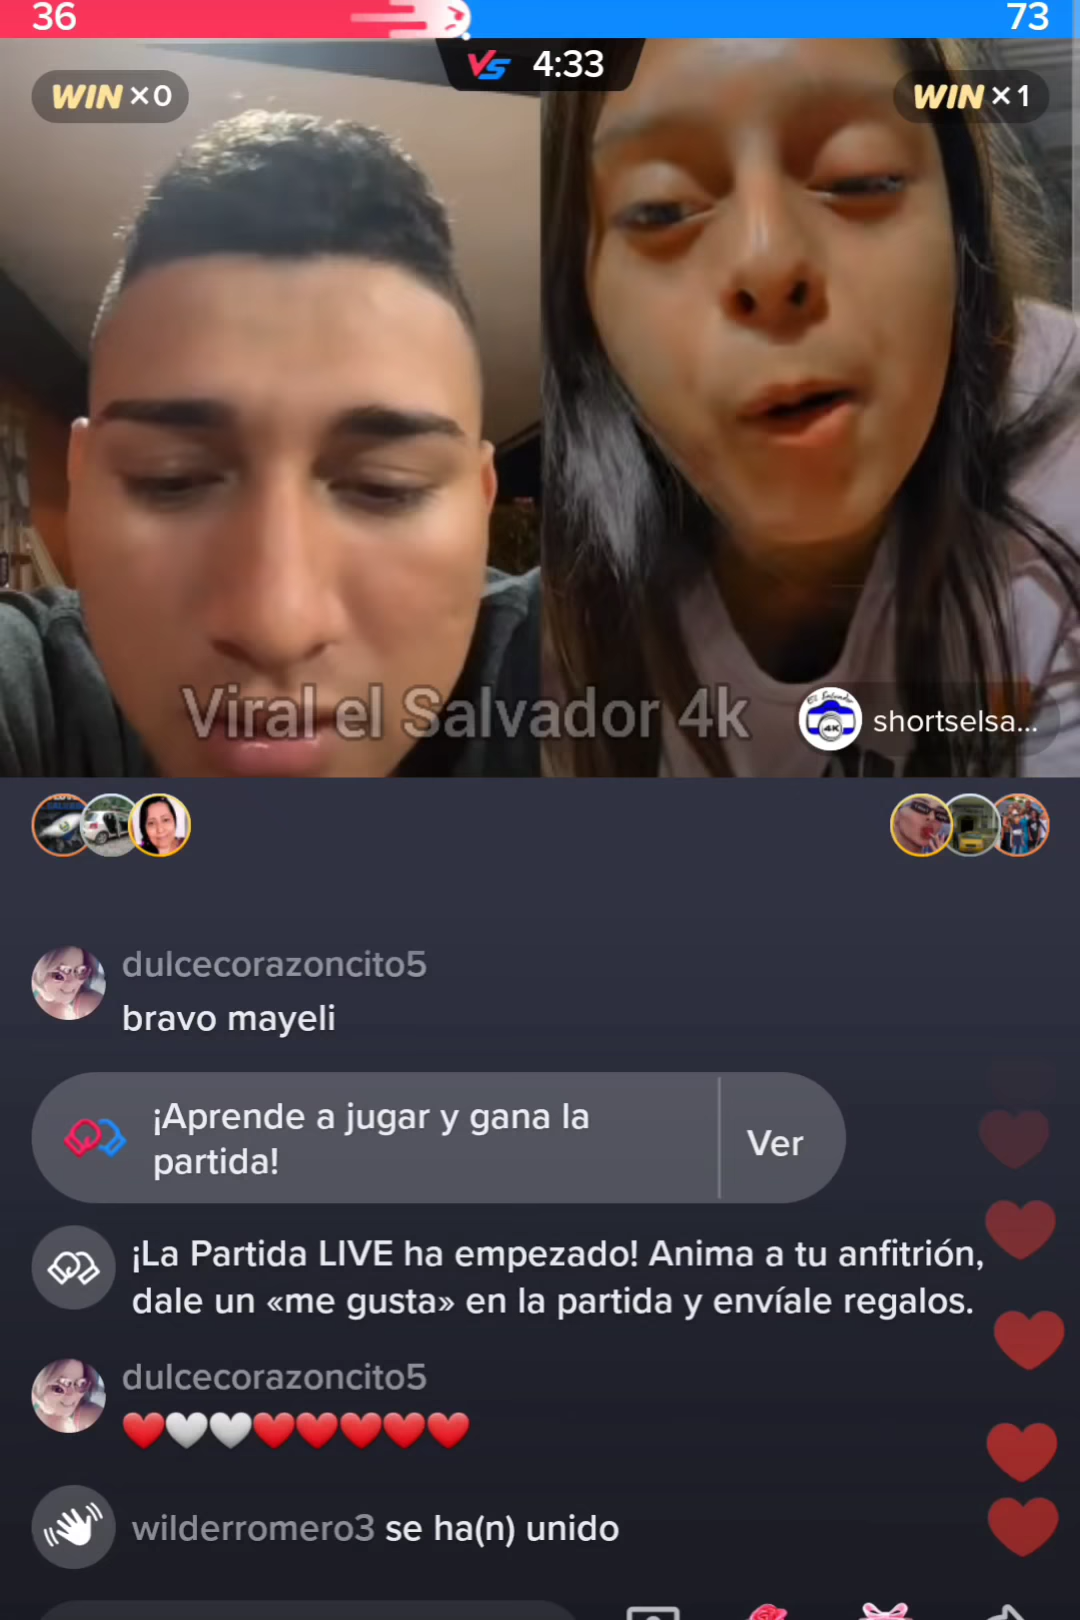 36
73
VS 4:33
WIN ×0
WIN ×1
Viral el Salvador 4k
4K
shortselsa...
dulcecorazoncito5
bravo mayeli
¡Aprende a jugar y gana la
partida!
Ver
¡La Partida LIVE ha empezado! Anima a tu anfitrión,
dale un «me gusta» en la partida y envíale regalos.
dulcecorazoncito5
❤️🤍🤍❤️❤️❤️❤️❤️
wilderromero3 se ha(n) unido